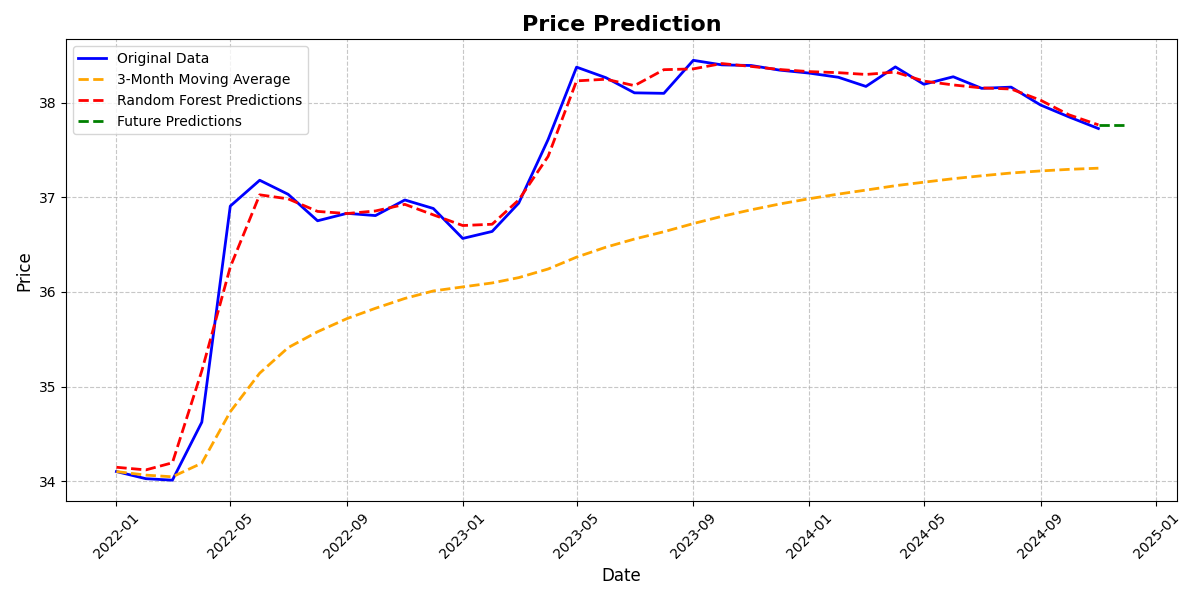 Price Prediction
Original Data
3-Month Moving Average
Random Forest Predictions
Future Predictions
Price
38
37
36
35
34
2022-01
2022-05
2022-09
2023-01
2023-05
2023-09
2024-01
2024-05
2024-09
2025-01
Date